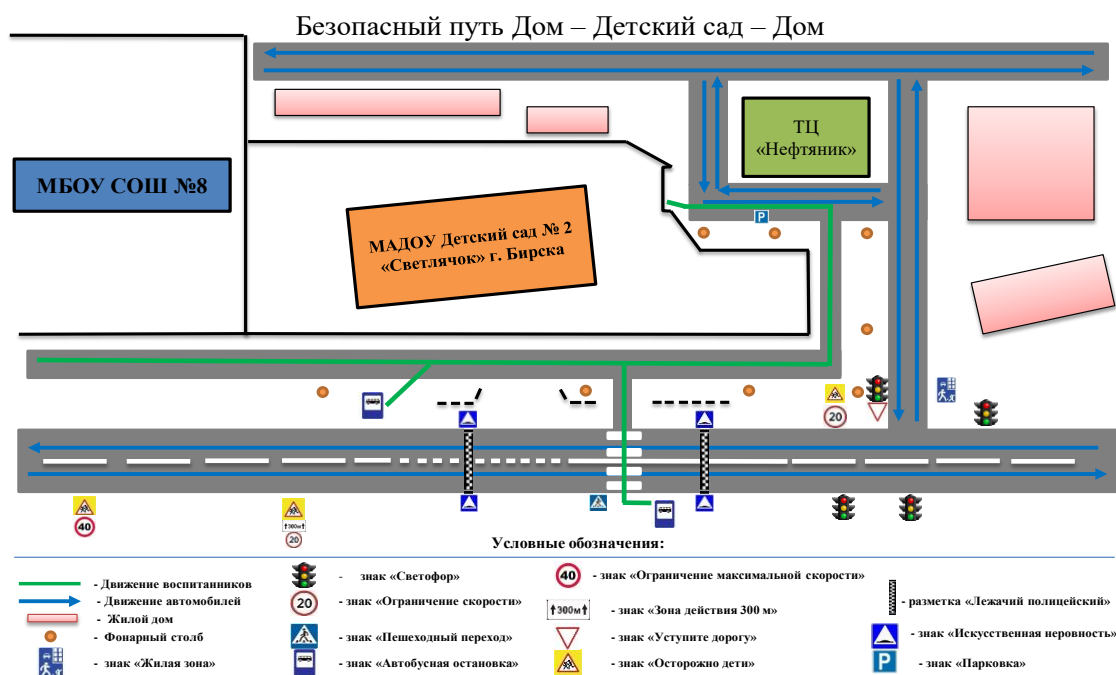 Безопасный путь Дом – Детский сад – Дом
ТЦ
«Нефтяник»
МБОУ СОШ №8
МАДОУ Детский сад № 2
«Светлячок» г. Бирска
P
20
40
300м
20
Условные обозначения:
- Движение воспитанников
- Движение автомобилей
- Жилой дом
- Фонарный столб
- знак «Жилая зона»
- знак «Светофор»
20
- знак «Ограничение скорости»
- знак «Пешеходный переход»
- знак «Автобусная остановка»
40
- знак «Ограничение максимальной скорости»
300м
- знак «Зона действия 300 м»
- знак «Уступите дорогу»
- знак «Осторожно дети»
- разметка «Лежачий полицейский»
- знак «Искусственная неровность»
P
- знак «Парковка»